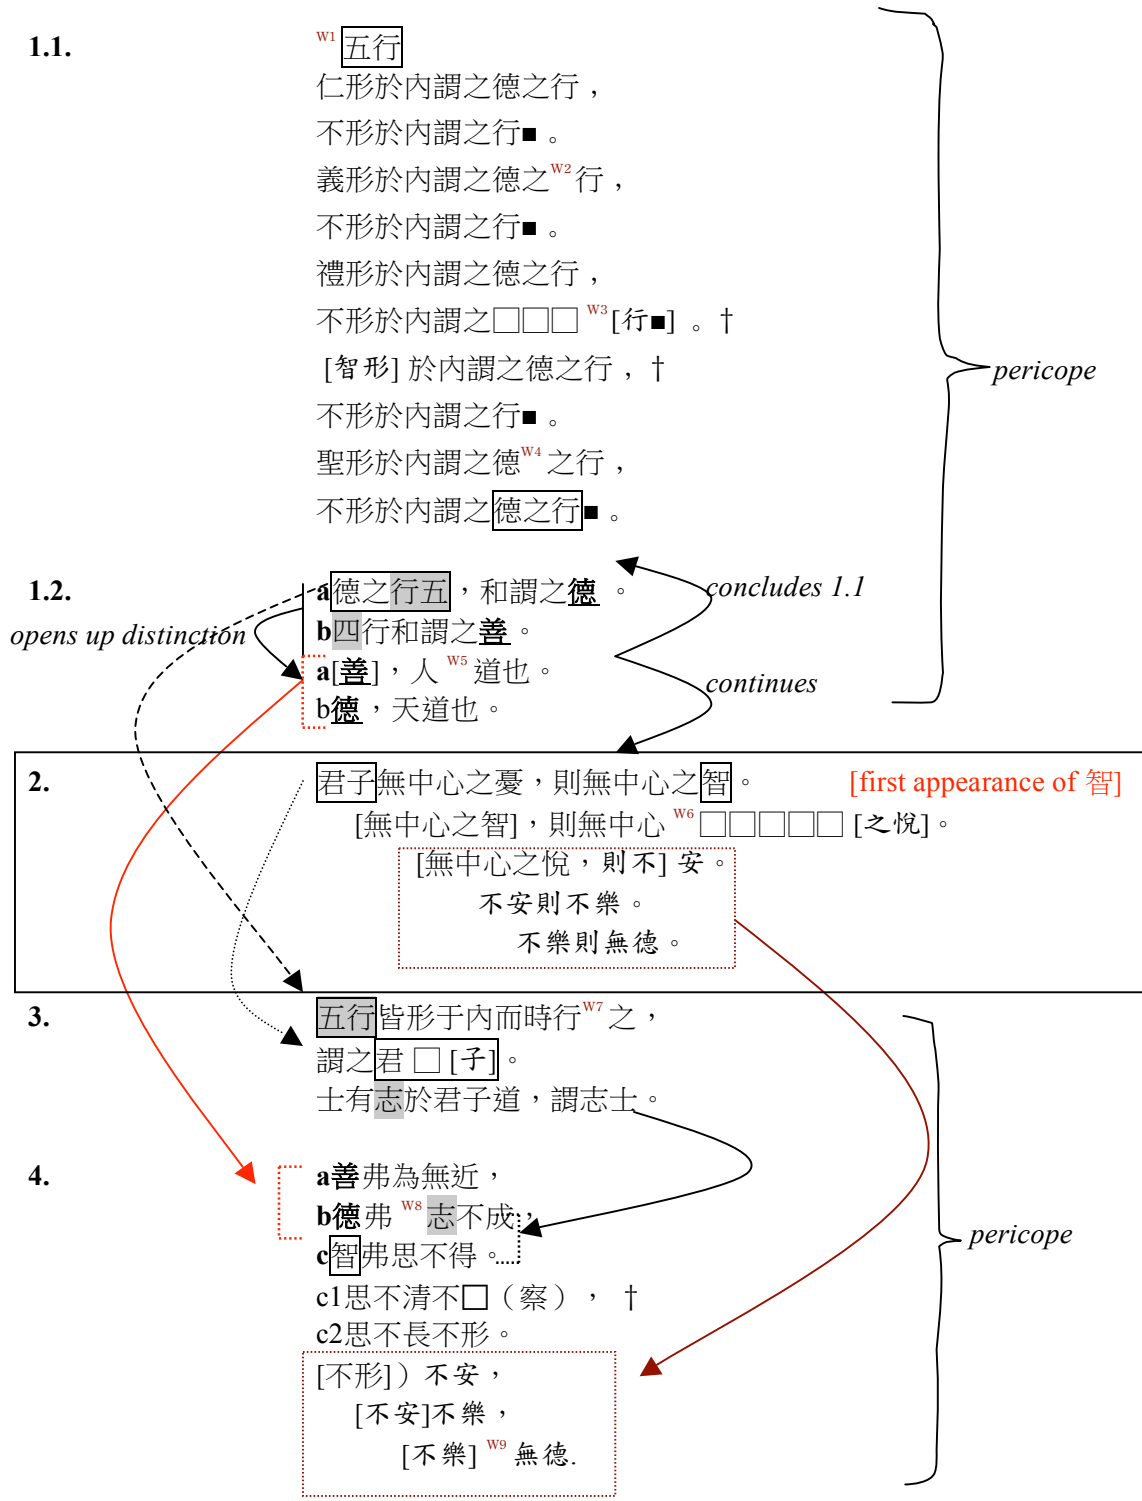 1.1. W1 五行
仁形於內謂之德之行，
不形於內謂之行■。
義形於內謂之德之W2行，
不形於內謂之行■。
禮形於內謂之德之行，
不形於內謂之□□□ W3[行■] 。†
[智形] 於內謂之德之行，†
pericope
不形於內謂之行■。
聖形於內謂之德W4 之行，
不形於內謂之德之行■。
1.2. a德之行五，和謂之德。
concludes 1.1
opens up distinction
b四行和謂之善。
a[善]，人 W5 道也。
continues
b德，天道也。
2. 君子無中心之憂，則無中心之智。 [first appearance of 智]
[無中心之智]，則無中心 W6 □□□□□ [之悅]。
[無中心之悅，則不] 安。
不安則不樂。
不樂則無德。
3. 五行皆形于內而時行W7 之，
謂之君 □ [子]。
士有志於君子道，謂志士。
4. a善弗為無近，
b德弗 W8 志不成，
pericope
c智弗思不得。
c1思不清不□（察），†
c2思不長不形。
[不形]）不安，
[不安]不樂，
[不樂] W9 無德.